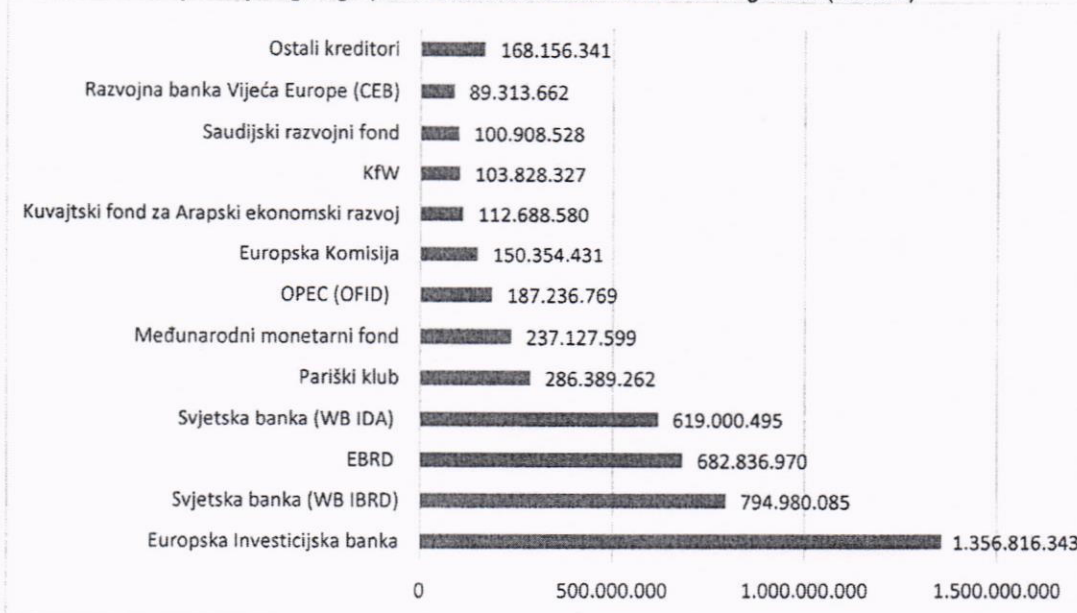 Ostali kreditori 168.156.341
Razvojna banka Vijeća Europe (CEB) 89.313.662
Saudijski razvojni fond 100.908.528
KfW 103.828.327
Kuvajtski fond za Arapski ekonomski razvoj 112.688.580
Europska Komisija 150.354.431
OPEC (OFID) 187.236.769
Međunarodni monetarni fond 237.127.599
Pariški klub 286.389.262
Svjetska banka (WB IDA) 619.000.495
EBRD 682.836.970
Svjetska banka (WB IBRD) 794.980.085
Europska Investicijska banka 1.356.816.343
0 500.000.000 1.000.000.000 1.500.000.000